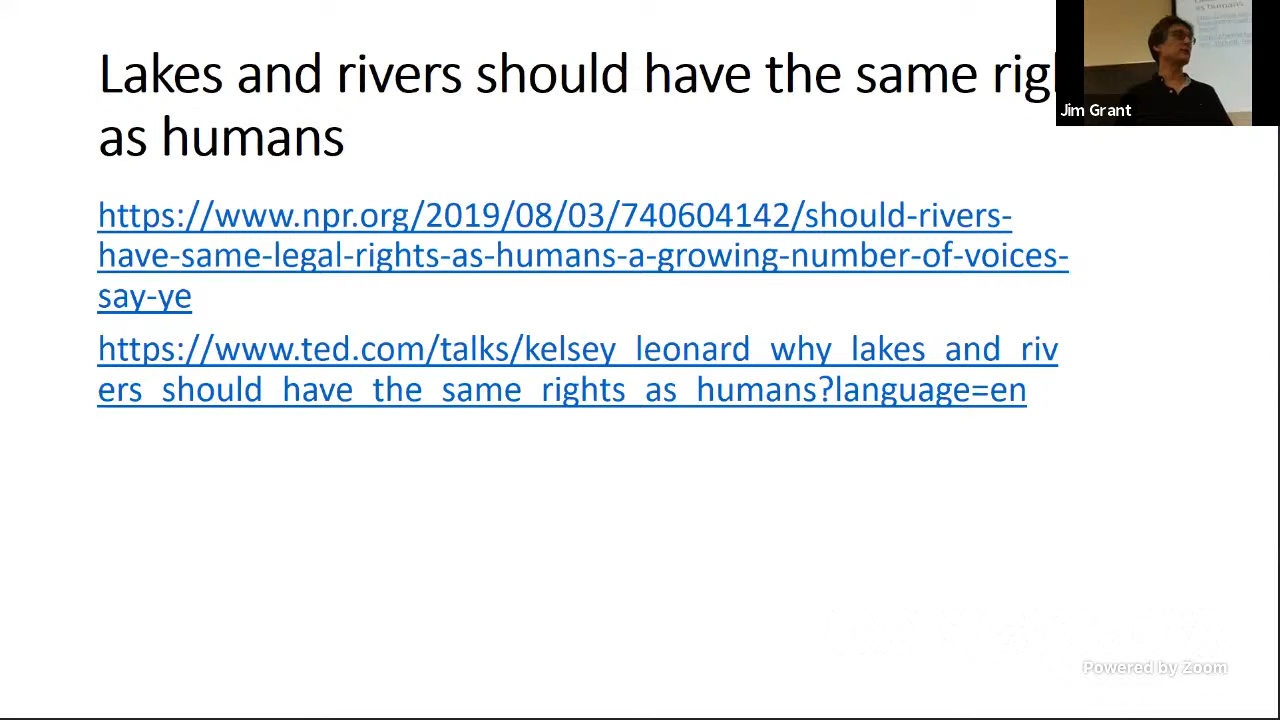 Lakes and rivers should have the same
as humans
https://www.npr.org/2019/08/03/740604142/should-rivers-
have-same-legal-rights-as-humans-a-growing-number-of-voices-
say-ye
https://www.ted.com/talks/kelsey_leonard_why_lakes_and_riv
ers_should_have_the_same_rights_as_humans?language=en
Jim Grant
as humans
Powered by Zoom